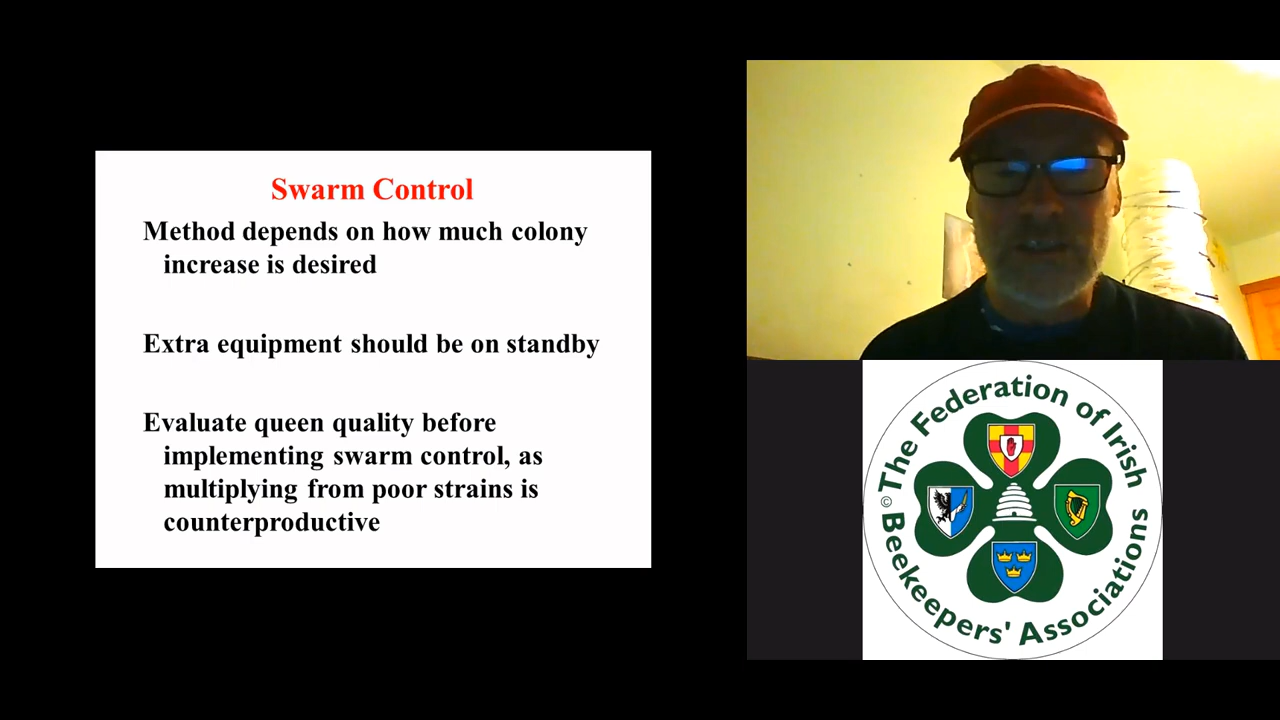 Swarm Control
Method depends on how much colony
increase is desired
Extra equipment should be on standby
Evaluate queen quality before
implementing swarm control, as
multiplying from poor strains is
counterproductive
The Federation of Irish
© Beekeepers' Associations